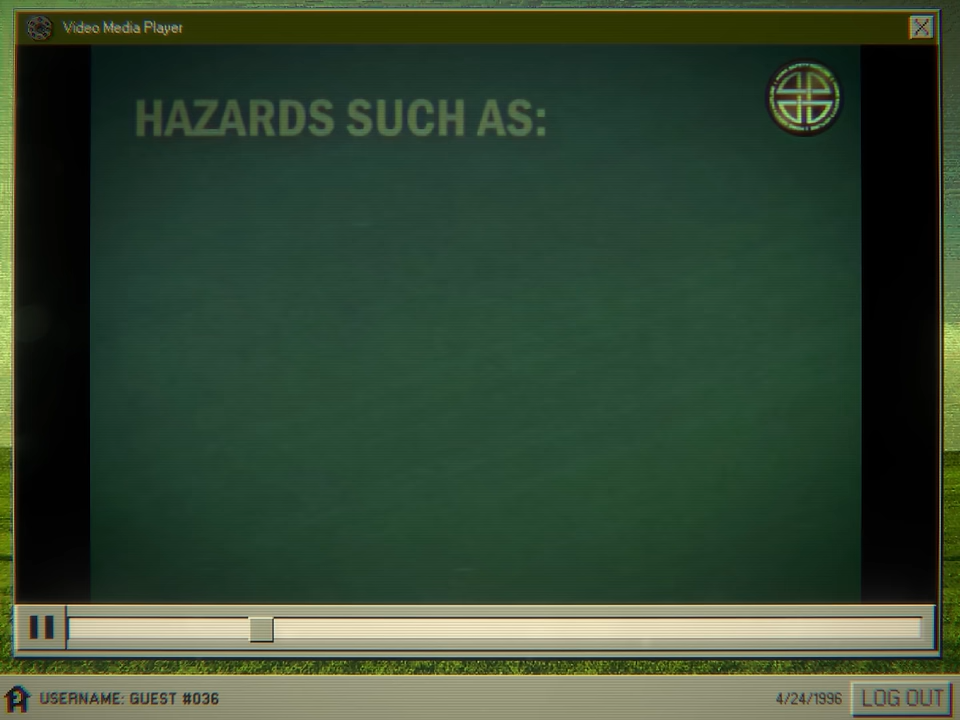 Video Media Player
HAZARDS SUCH AS:
USERNAME: GUEST #036
4/24/1996
LOG OUT